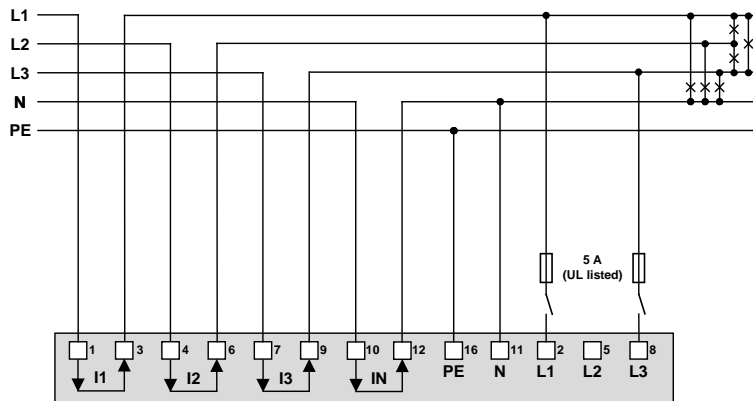 L1
L2
L3
N
PE
5 A
(UL listed)
1 3 4 6 7 9 10 12 16 11 2 5 8
I1 I2 I3 IN PE N L1 L2 L3